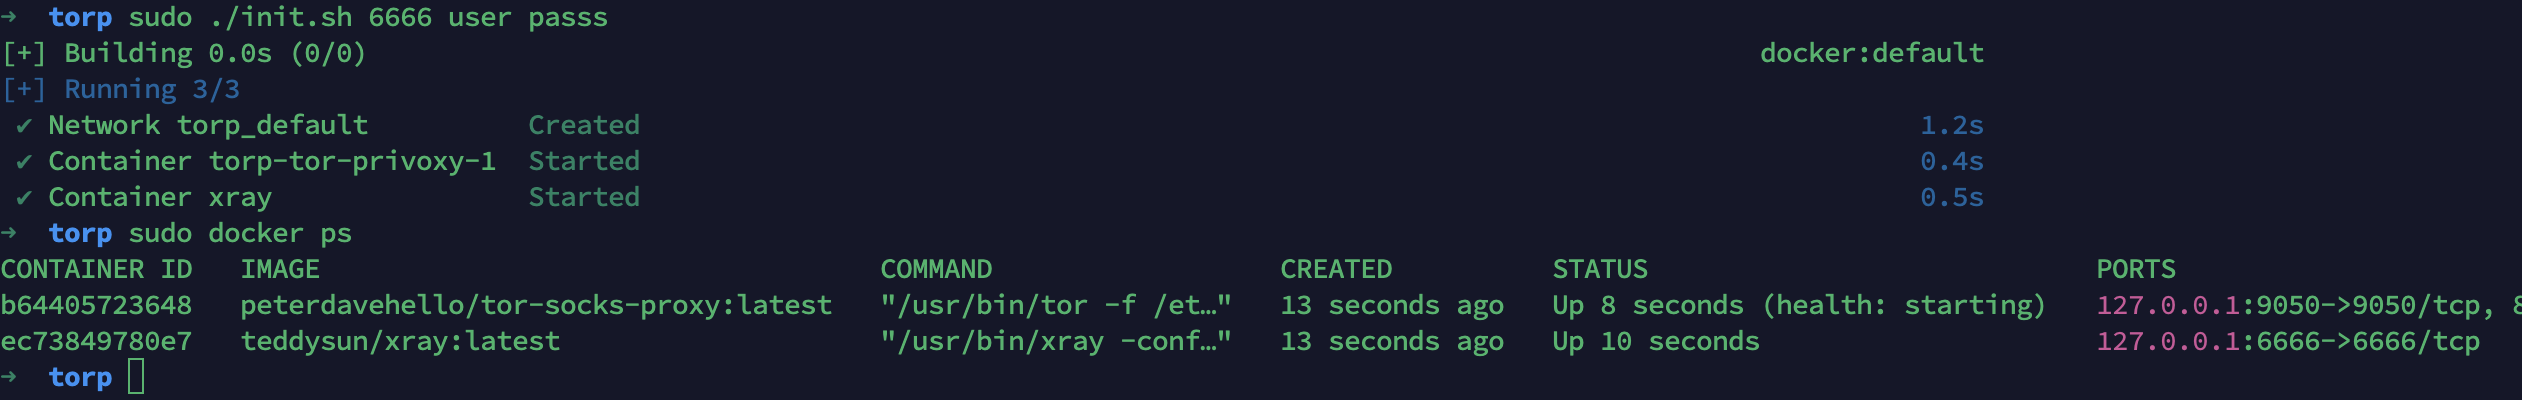 →  torp sudo ./init.sh 6666 user passs
[+] Building 0.0s (0/0) docker:default
[+] Running 3/3
✔ Network torp_default Created 1.2s
✔ Container torp-tor-privoxy-1 Started 0.4s
✔ Container xray Started 0.5s
→  torp sudo docker ps
CONTAINER ID IMAGE COMMAND CREATED STATUS PORTS
b64405723648 peterdavehello/tor-socks-proxy:latest "/usr/bin/tor -f /et…" 13 seconds ago Up 8 seconds (health: starting) 127.0.0.1:9050->9050/tcp, 8
ec73849780e7 teddysun/xray:latest "/usr/bin/xray -conf…" 13 seconds ago Up 10 seconds 127.0.0.1:6666->6666/tcp
→  torp